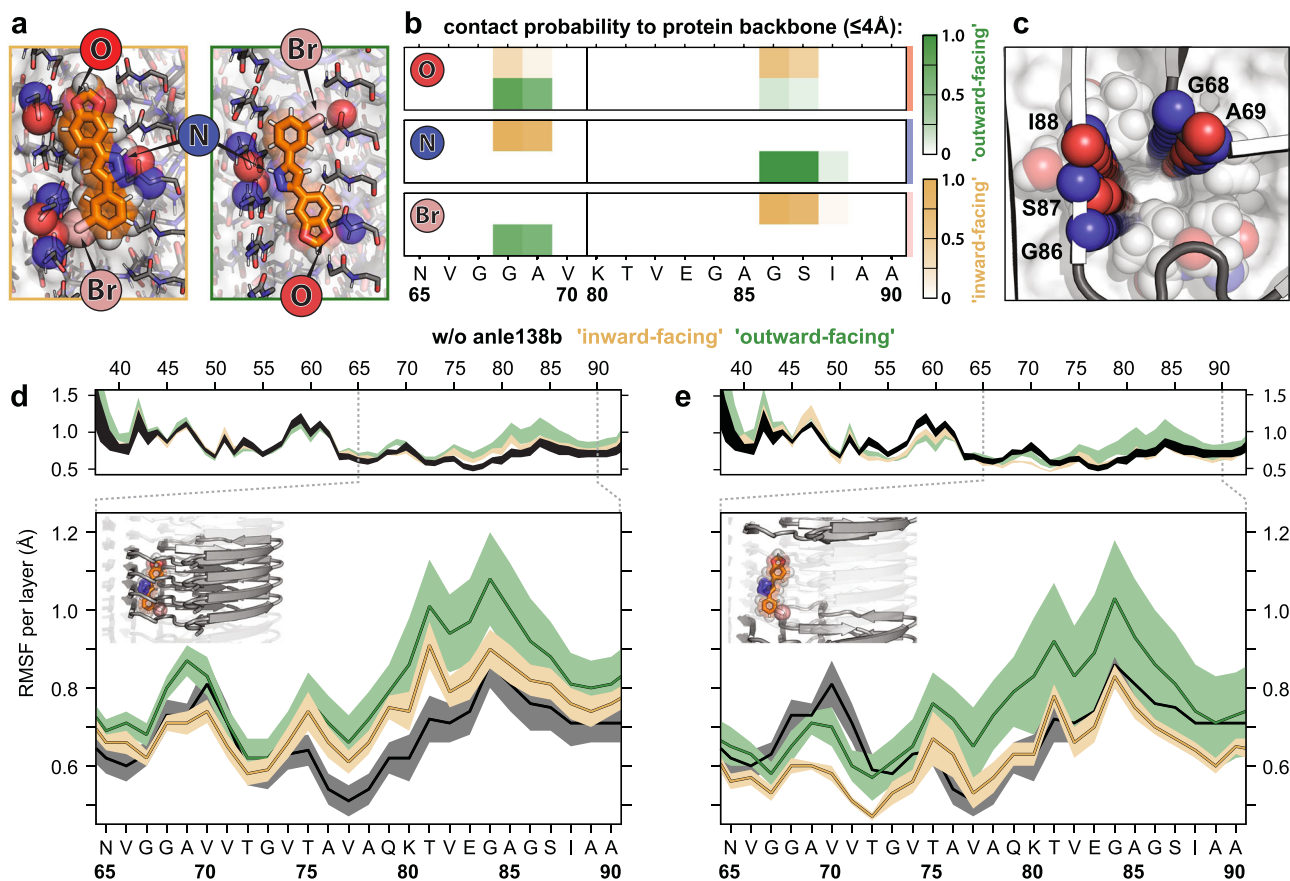 a
O
N
Br
Br
O
b contact probability to protein backbone (≤4Å):
O
N
Br
N V G G A V K T V E G A G S I A A
65 70 80 85 90
1.0
0.5
0
'outward-facing'
1.0
0.5
0
'inward-facing'
c
G68
A69
I88
S87
G86
w/o anle138b 'inward-facing' 'outward-facing'
d
40 45 50 55 60 65 70 75 80 85 90
1.5
1.0
0.5
RMSF per layer (Å)
1.2
1.0
0.8
0.6
N V G G A V V T G V T A V A Q K T V E G A G S I A A
65 70 75 80 85 90
e
40 45 50 55 60 65 70 75 80 85 90
1.5
1.0
0.5
1.2
1.0
0.8
0.6
N V G G A V V T G V T A V A Q K T V E G A G S I A A
65 70 75 80 85 90